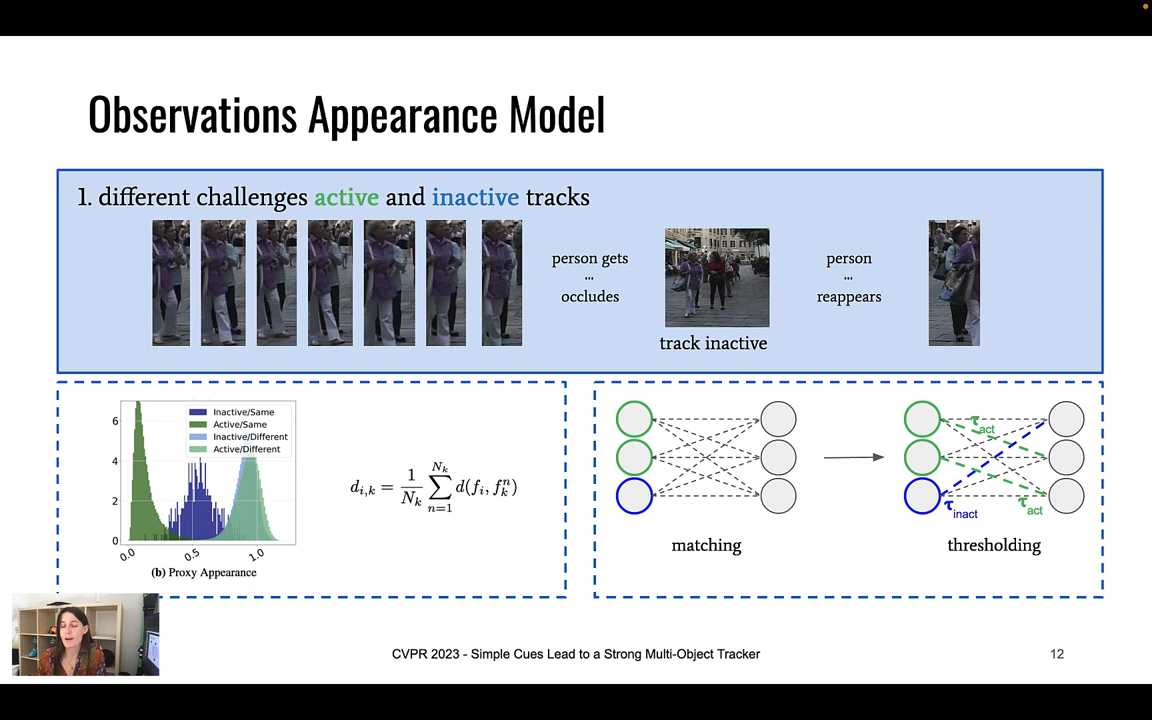 Observations Appearance Model
1. different challenges active and inactive tracks
person gets
...
occludes
track inactive
person
...
reappears
Inactive/Same
Active/Same
Inactive/Different
Active/Different
6
4
2
0
0.0
0.5
1.0
(b) Proxy Appearance
d_{i,k} = \frac{1}{N_k} \sum_{n=1}^{N_k} d(f_i, f_k^n)
matching
τ_act
τ_inact
τ_act
thresholding
CVPR 2023 - Simple Cues Lead to a Strong Multi-Object Tracker
12